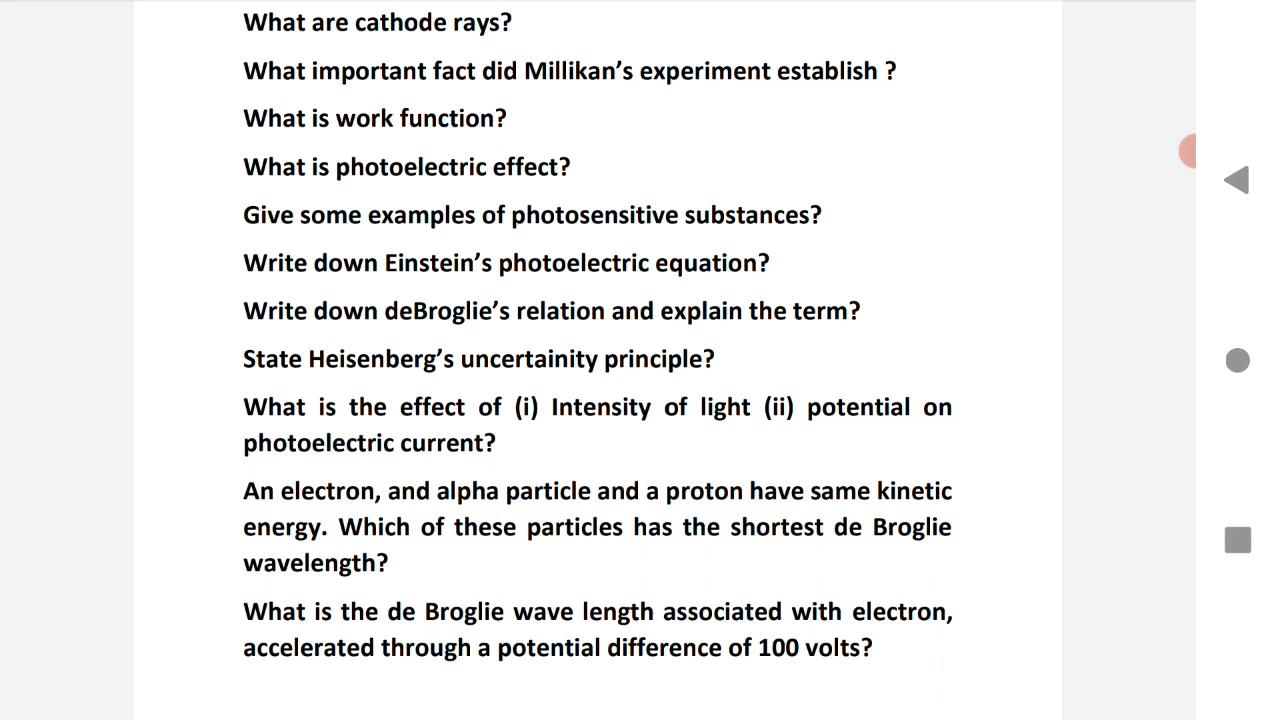 What are cathode rays?
What important fact did Millikan’s experiment establish ?
What is work function?
What is photoelectric effect?
Give some examples of photosensitive substances?
Write down Einstein’s photoelectric equation?
Write down deBroglie’s relation and explain the term?
State Heisenberg’s uncertainity principle?
What is the effect of (i) Intensity of light (ii) potential on
photoelectric current?
An electron, and alpha particle and a proton have same kinetic
energy. Which of these particles has the shortest de Broglie
wavelength?
What is the de Broglie wave length associated with electron,
accelerated through a potential difference of 100 volts?